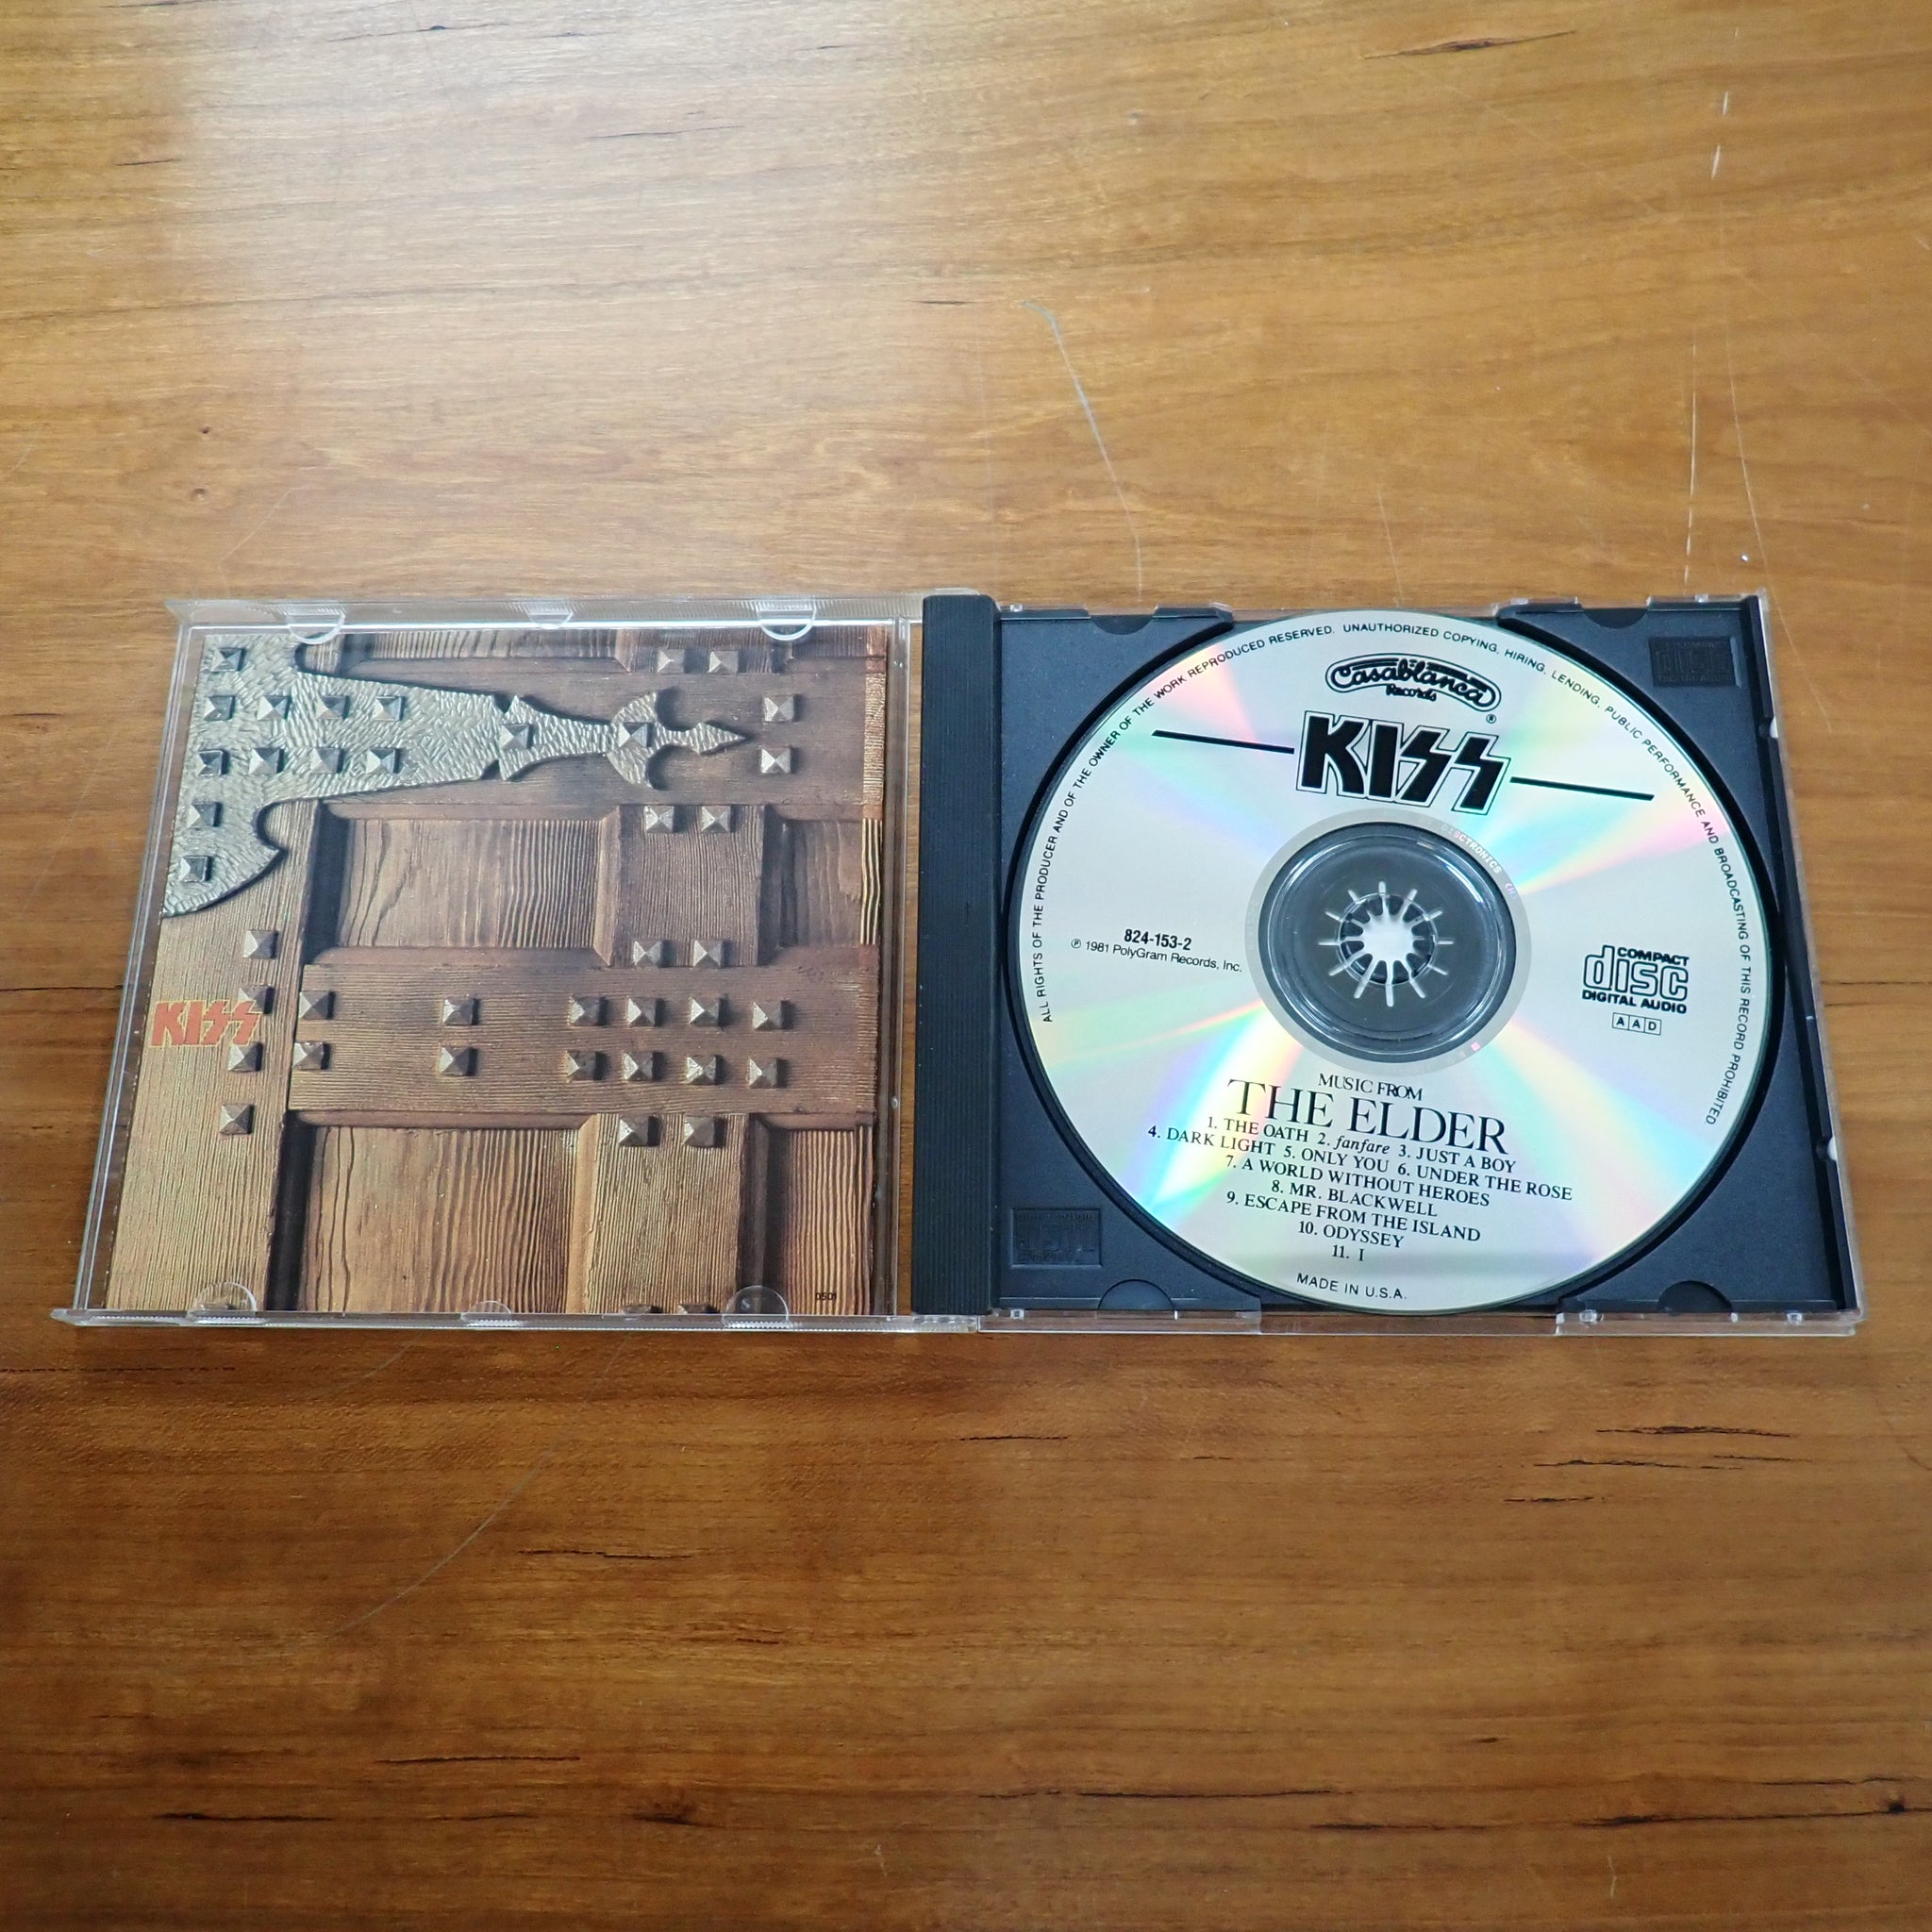 KISS
0501
ALL RIGHTS OF THE PRODUCER AND OF THE OWNER OF THE WORK REPRODUCED RESERVED. UNAUTHORIZED COPYING, HIRING, LENDING, PUBLIC PERFORMANCE AND BROADCASTING OF THIS RECORD PROHIBITED
Casablanca
Records
®
KISS
DISCTRONICS
824-153-2
℗ 1981 PolyGram Records, Inc.
COMPACT
disc
DIGITAL AUDIO
AAD
MUSIC FROM
THE ELDER
1. THE OATH 2. fanfare 3. JUST A BOY
4. DARK LIGHT 5. ONLY YOU 6. UNDER THE ROSE
7. A WORLD WITHOUT HEROES
8. MR. BLACKWELL
9. ESCAPE FROM THE ISLAND
10. ODYSSEY
11. I
MADE IN U.S.A.